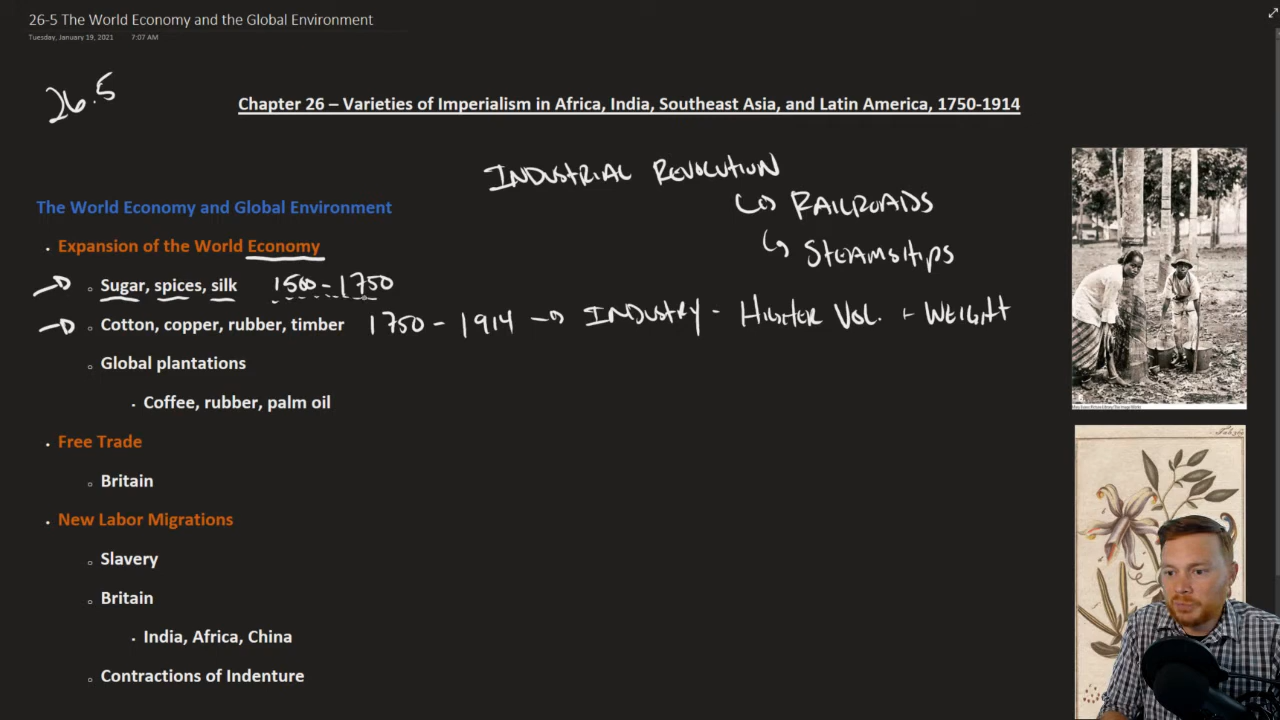 26-5 The World Economy and the Global Environment
Tuesday, January 19, 2021 7:07 AM
26.5
Chapter 26 – Varieties of Imperialism in Africa, India, Southeast Asia, and Latin America, 1750-1914
INDUSTRIAL REVOLUTION
RAILROADS
STEAMSHIPS
The World Economy and Global Environment
Expansion of the World Economy
Sugar, spices, silk 1500 - 1750
Cotton, copper, rubber, timber 1750 - 1914 → INDUSTRY - HIGHER VOL. + WEIGHT
Global plantations
Coffee, rubber, palm oil
Free Trade
Britain
New Labor Migrations
Slavery
Britain
India, Africa, China
Contractions of Indenture